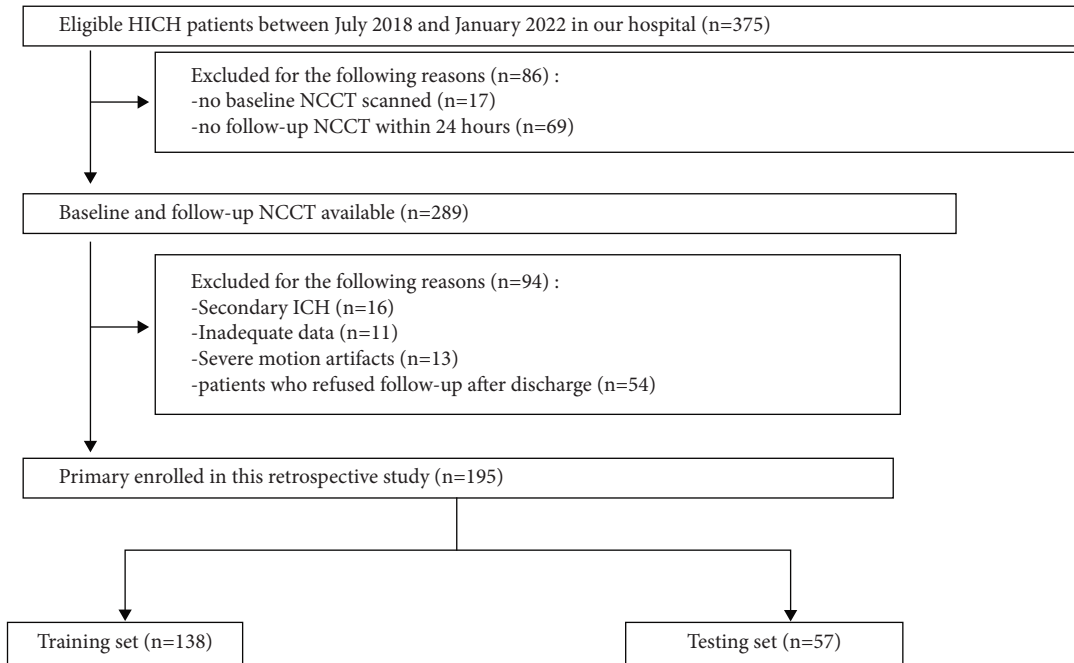 Eligible HICH patients between July 2018 and January 2022 in our hospital (n=375)
Excluded for the following reasons (n=86) :
-no baseline NCCT scanned (n=17)
-no follow-up NCCT within 24 hours (n=69)
Baseline and follow-up NCCT available (n=289)
Excluded for the following reasons (n=94) :
-Secondary ICH (n=16)
-Inadequate data (n=11)
-Severe motion artifacts (n=13)
-patients who refused follow-up after discharge (n=54)
Primary enrolled in this retrospective study (n=195)
Training set (n=138)
Testing set (n=57)